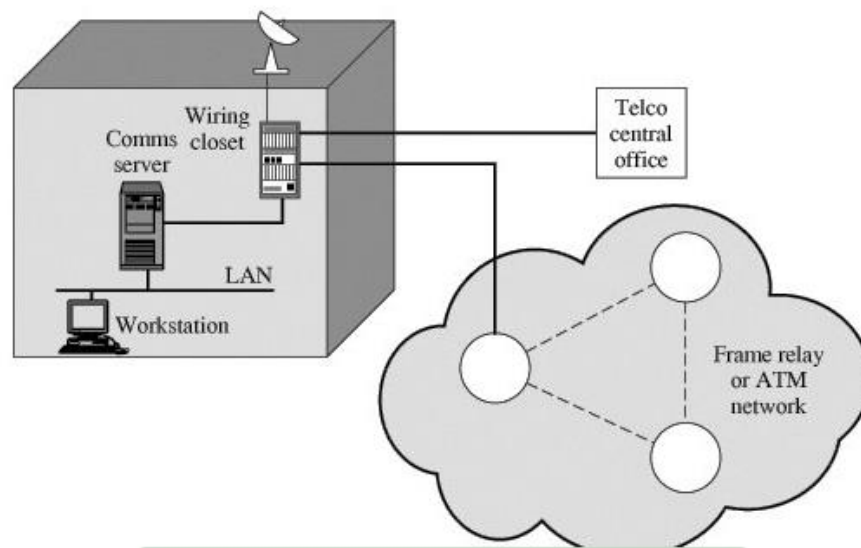 Wiring
closet
Comms
server
LAN
Workstation
Telco
central
office
Frame relay
or ATM
network